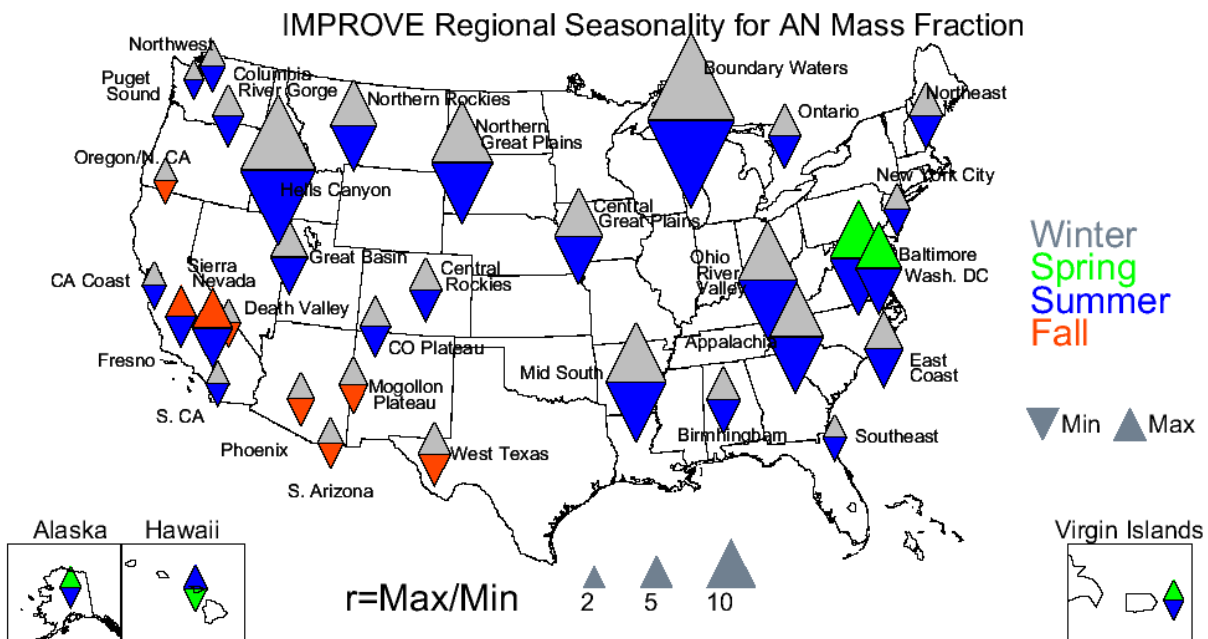 IMPROVE Regional Seasonality for AN Mass Fraction
Northwest
Puget
Sound
Columbia
River Gorge
Northern Rockies
Northern
Great Plains
Boundary Waters
Ontario
Northeast
Oregon/N. CA
Hells Canyon
New York City
Central
Great Plains
Great Basin
Ohio
River
Valley
Baltimore
Wash. DC
Winter
Spring
Summer
Fall
CA Coast
Sierra
Nevada
Central
Rockies
Death Valley
CO Plateau
Appalachia
Fresno
Mid South
East
Coast
S. CA
Mogollon
Plateau
Min
Max
Birmhingham
Southeast
Phoenix
West Texas
S. Arizona
Alaska
Hawaii
Virgin Islands
r=Max/Min
2
5
10